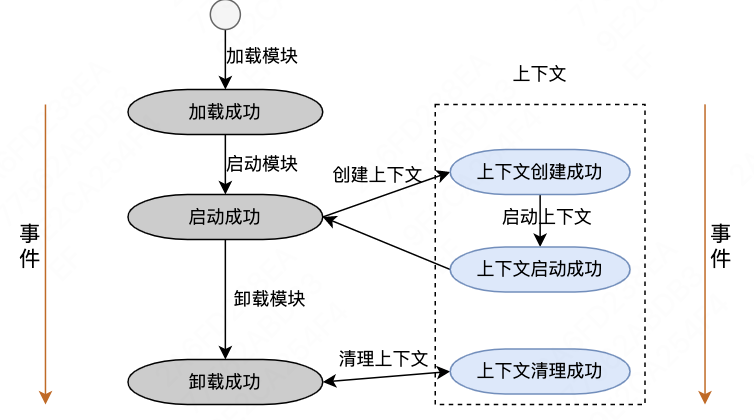 加载模块
上下文
加载成功
启动模块
创建上下文
上下文创建成功
启动成功
启动上下文
事件
事件
上下文启动成功
卸载模块
清理上下文
上下文清理成功
卸载成功